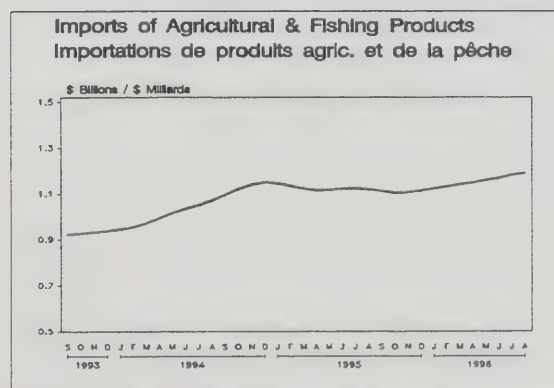 Imports of Agricultural & Fishing Products
Importations de produits agric. et de la pêche
$ Billions / $ Milliards
1.5
1.3
1.1
0.9
0.7
0.5
S O N D J F M A M J J A S O N D J F M A M J J A S O N D J F M A M J J A
1993 1994 1995 1996